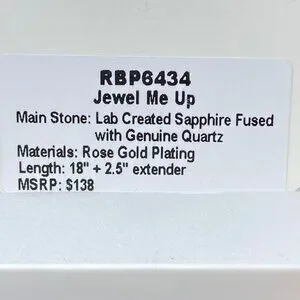 RBP6434
Jewel Me Up
Main Stone: Lab Created Sapphire Fused
with Genuine Quartz
Materials: Rose Gold Plating
Length: 18" + 2.5" extender
MSRP: $138